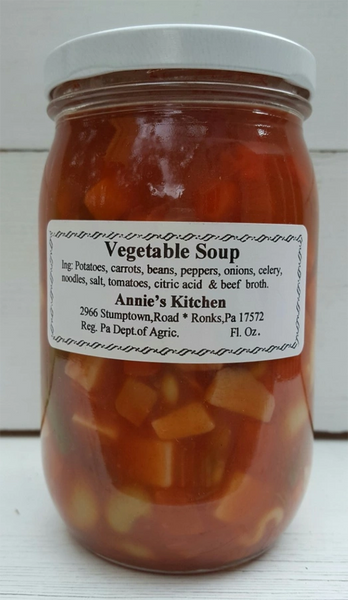 Vegetable Soup
Ing: Potatoes, carrots, beans, peppers, onions, celery,
noodles, salt, tomatoes, citric acid & beef broth.
Annie's Kitchen
2966 Stumptown,Road * Ronks,Pa 17572
Reg. Pa Dept.of Agric. Fl. Oz.